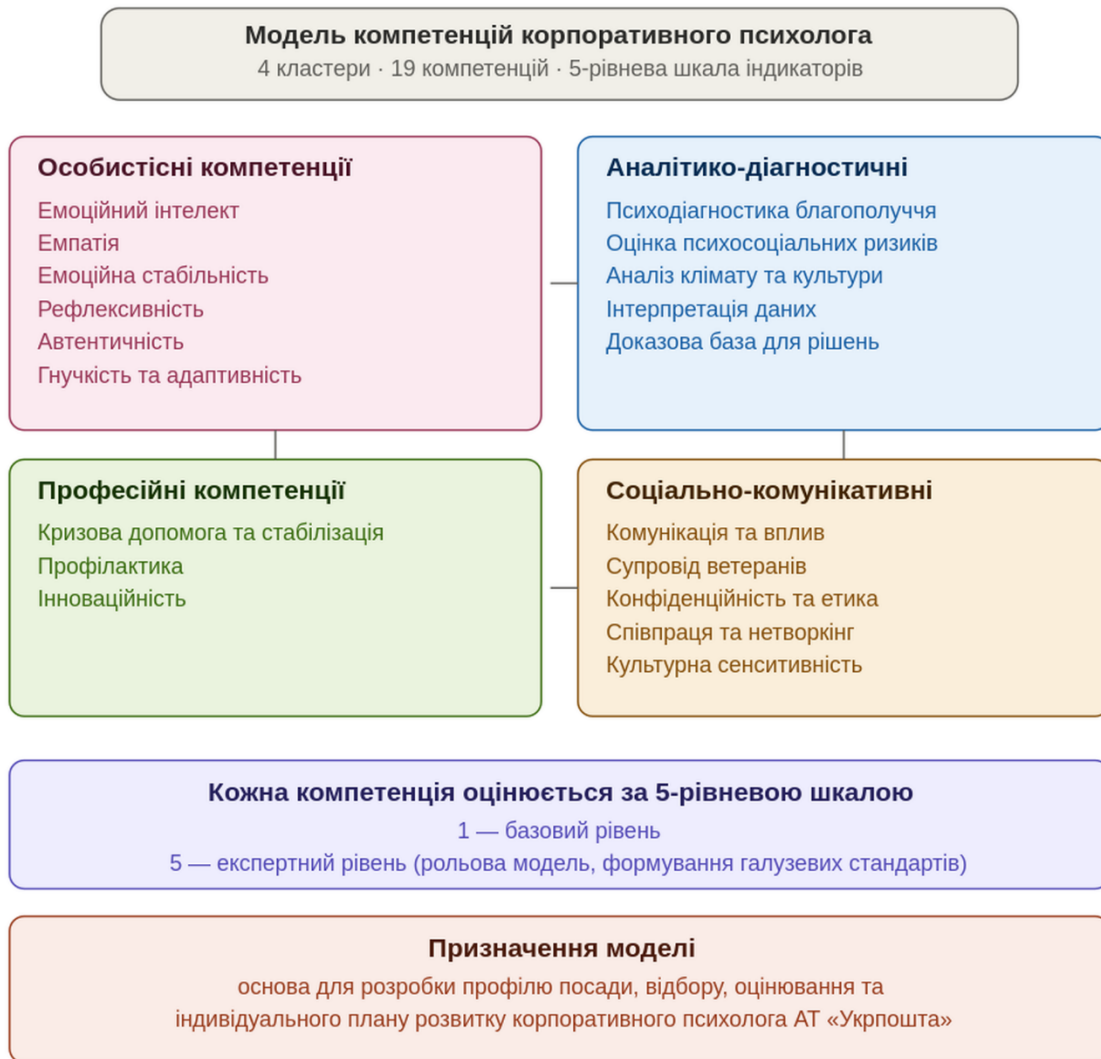 Модель компетенцій корпоративного психолога
4 кластери · 19 компетенцій · 5-рівнева шкала індикаторів
Особистісні компетенції
Емоційний інтелект
Емпатія
Емоційна стабільність
Рефлексивність
Автентичність
Гнучкість та адаптивність
Аналітико-діагностичні
Психодіагностика благополуччя
Оцінка психосоціальних ризиків
Аналіз клімату та культури
Інтерпретація даних
Доказова база для рішень
Професійні компетенції
Кризова допомога та стабілізація
Профілактика
Інноваційність
Соціально-комунікативні
Комунікація та вплив
Супровід ветеранів
Конфіденційність та етика
Співпраця та нетворкінг
Культурна сенситивність
Кожна компетенція оцінюється за 5-рівневою шкалою
1 — базовий рівень
5 — експертний рівень (рольова модель, формування галузевих стандартів)
Призначення моделі
основа для розробки профілю посади, відбору, оцінювання та
індивідуального плану розвитку корпоративного психолога АТ «Укрпошта»